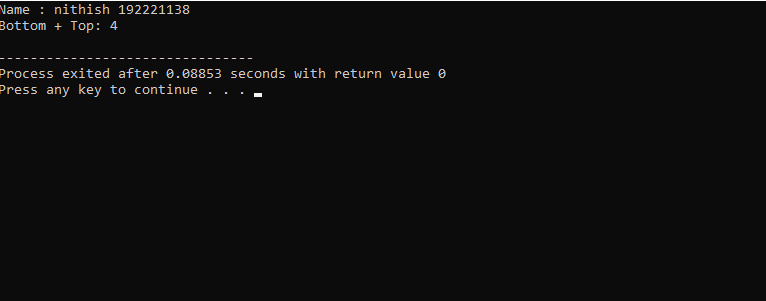 Name : nithish 192221138
Bottom + Top: 4
--------------------------------
Process exited after 0.08853 seconds with return value 0
Press any key to continue . . .